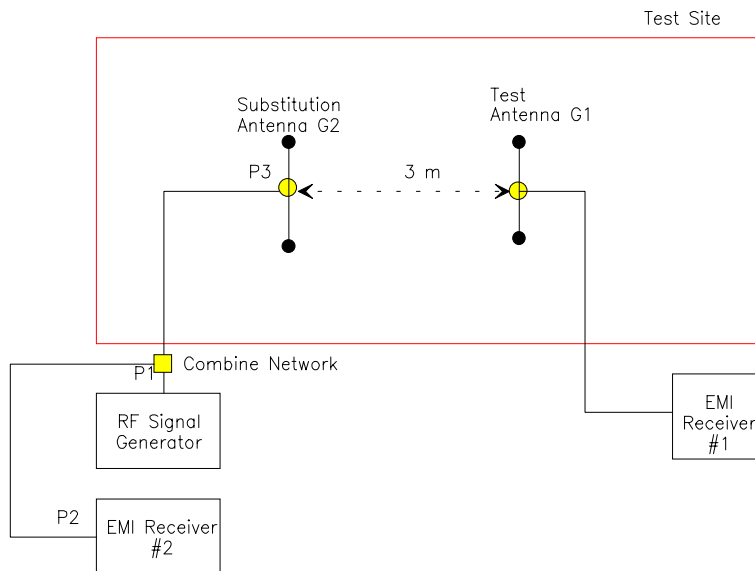 Test Site
Substitution
Antenna G2
Test
Antenna G1
P3
3 m
P1
Combine Network
RF Signal
Generator
EMI
Receiver
#1
P2
EMI Receiver
#2